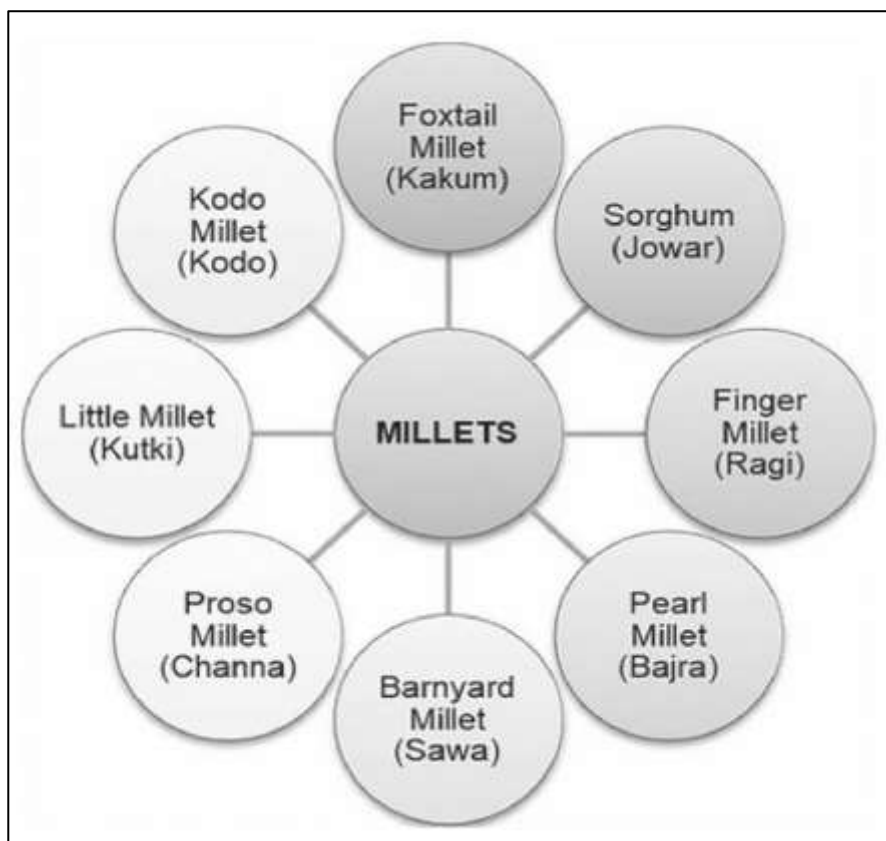 Foxtail
Millet
(Kakum)
Sorghum
(Jowar)
Finger
Millet
(Ragi)
Pearl
Millet
(Bajra)
Barnyard
Millet
(Sawa)
Proso
Millet
(Channa)
Little Millet
(Kutki)
Kodo
Millet
(Kodo)
MILLETS